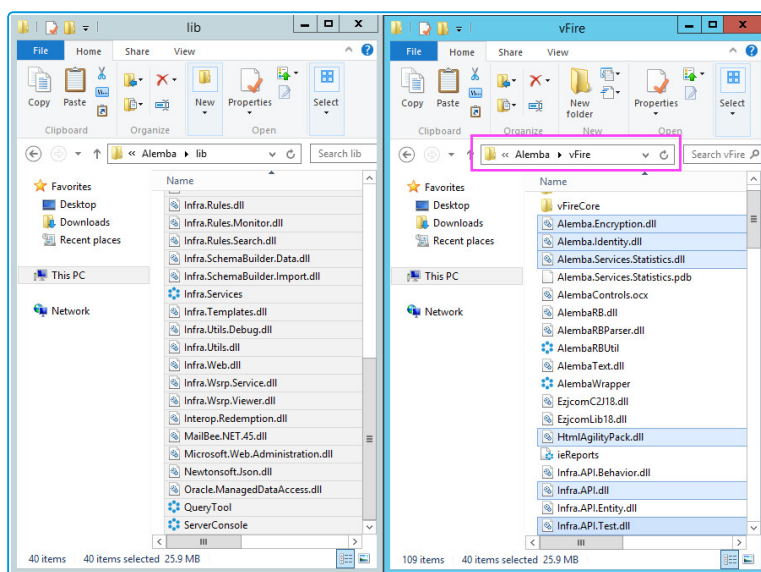 lib
File Home Share View
Copy Paste New Properties Select
Clipboard Organize Open
« Alemba ▸ lib
Search lib
Favorites
Desktop
Downloads
Recent places
This PC
Network
Name
Infra.Rules.dll
Infra.Rules.Monitor.dll
Infra.Rules.Search.dll
Infra.SchemaBuilder.Data.dll
Infra.SchemaBuilder.Import.dll
Infra.Services
Infra.Templates.dll
Infra.Utils.Debug.dll
Infra.Utils.dll
Infra.Web.dll
Infra.Wsrp.Service.dll
Infra.Wsrp.Viewer.dll
Interop.Redemption.dll
MailBee.NET.45.dll
Microsoft.Web.Administration.dll
Newtonsoft.Json.dll
Oracle.ManagedDataAccess.dll
QueryTool
ServerConsole
40 items 40 items selected 25.9 MB
vFire
File Home Share View
Copy Paste New folder Properties Select
Clipboard Organize New Open
« Alemba ▸ vFire
Search vFire
Favorites
Desktop
Downloads
Recent places
This PC
Network
Name
vFireCore
Alemba.Encryption.dll
Alemba.Identity.dll
Alemba.Services.Statistics.dll
Alemba.Services.Statistics.pdb
AlembaControls.ocx
AlembaRB.dll
AlembaRBParser.dll
AlembaRBUtil
AlembaText.dll
AlembaWrapper
EzjcomC2J18.dll
EzjcomLib18.dll
HtmlAgilityPack.dll
ieReports
Infra.API.Behavior.dll
Infra.API.dll
Infra.API.Entity.dll
Infra.API.Test.dll
109 items 40 items selected 25.9 MB